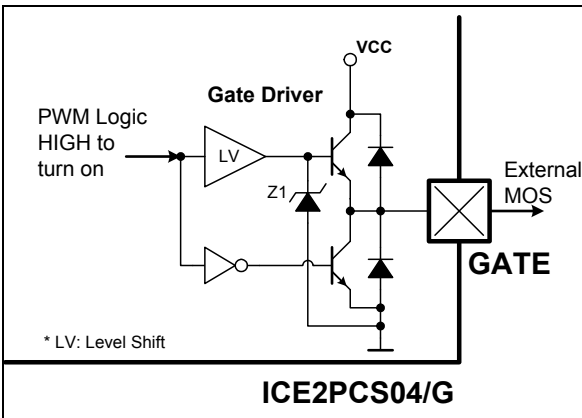 VCC
Gate Driver
PWM Logic
HIGH to
turn on
LV
Z1
External
MOS
GATE
* LV: Level Shift
ICE2PCS04/G